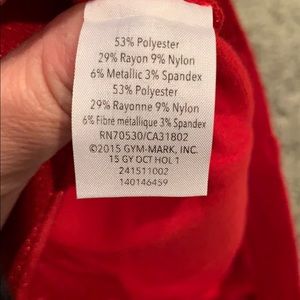 53% Polyester
29% Rayon 9% Nylon
6% Metallic 3% Spandex
53% Polyester
29% Rayonne 9% Nylon
6% Fibré métallique 3% Spandex
RN70530/CA31802
©2015 GYM-MARK, INC.
15 GY OCT HOL 1
241511002
140146459